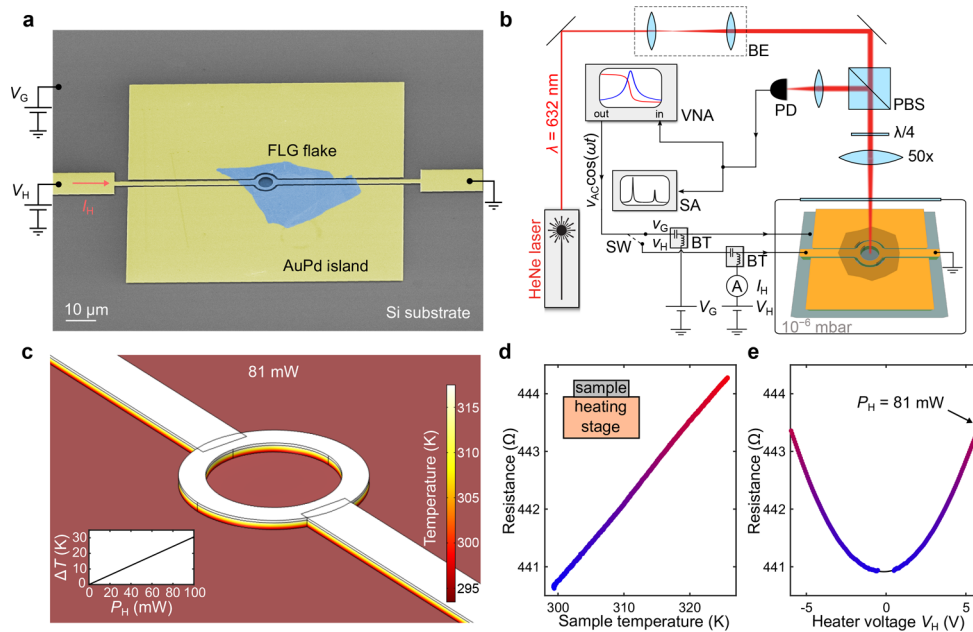 a
V_G
V_H
I_H
FLG flake
AuPd island
10 μm
Si substrate
b
BE
λ = 632 nm
VNA
out
in
PD
PBS
λ/4
50x
v_AC cos(ωt)
SA
v_G
SW
v_H
BT
BT
A
I_H
V_G
V_H
HeNe laser
10⁻⁶ mbar
c
81 mW
Temperature (K)
315
310
305
300
295
ΔT (K)
30
20
10
0
0 20 40 60 80 100
P_H (mW)
d
sample
heating
stage
Resistance (Ω)
444
443
442
441
300 310 320
Sample temperature (K)
e
P_H = 81 mW
Resistance (Ω)
444
443
442
441
-5 0 5
Heater voltage V_H (V)